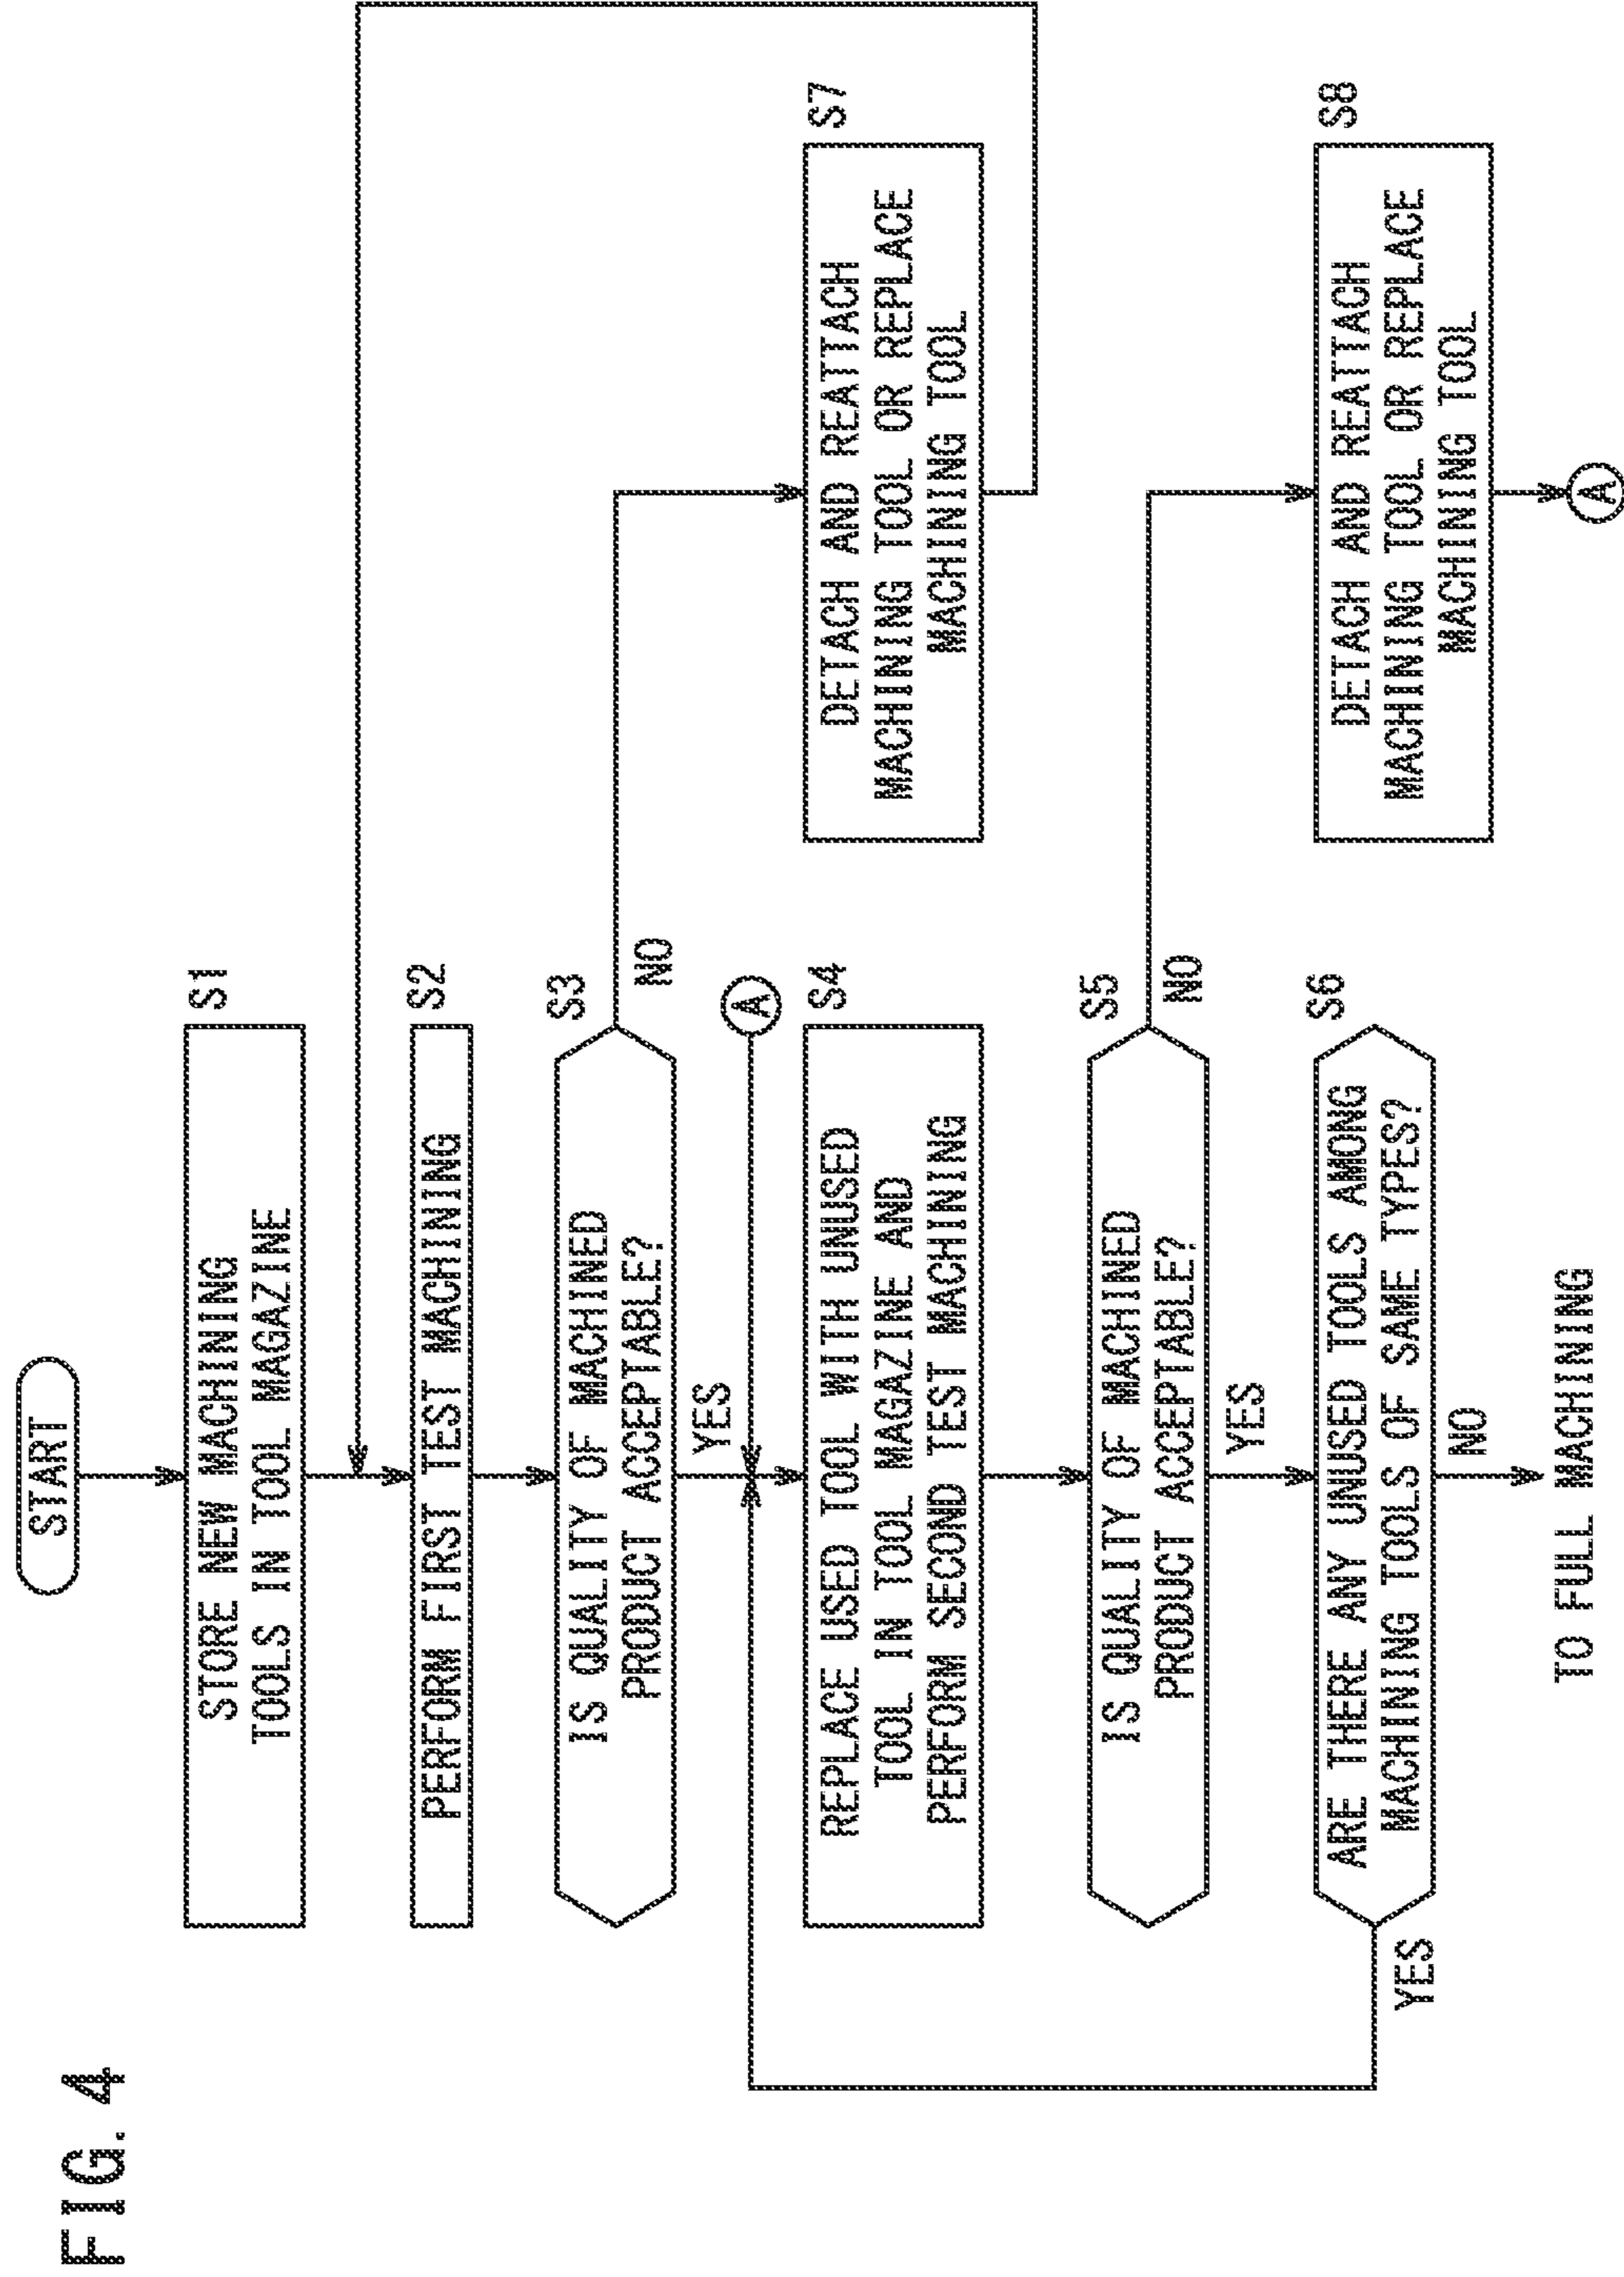 FIG. 4
START
S1
STORE NEW MACHINING
TOOLS IN TOOL MAGAZINE
S2
PERFORM FIRST TEST MACHINING
S3
IS QUALITY OF MACHINED
PRODUCT ACCEPTABLE?
NO
YES
A
S4
REPLACE USED TOOL WITH UNUSED
TOOL IN TOOL MAGAZINE AND
PERFORM SECOND TEST MACHINING
S7
DETACH AND REATTACH
MACHINING TOOL OR REPLACE
MACHINING TOOL
S5
IS QUALITY OF MACHINED
PRODUCT ACCEPTABLE?
NO
YES
S6
ARE THERE ANY UNUSED TOOLS AMONG
MACHINING TOOLS OF SAME TYPES?
YES
NO
S8
DETACH AND REATTACH
MACHINING TOOL OR REPLACE
MACHINING TOOL
TO FULL MACHINING
A